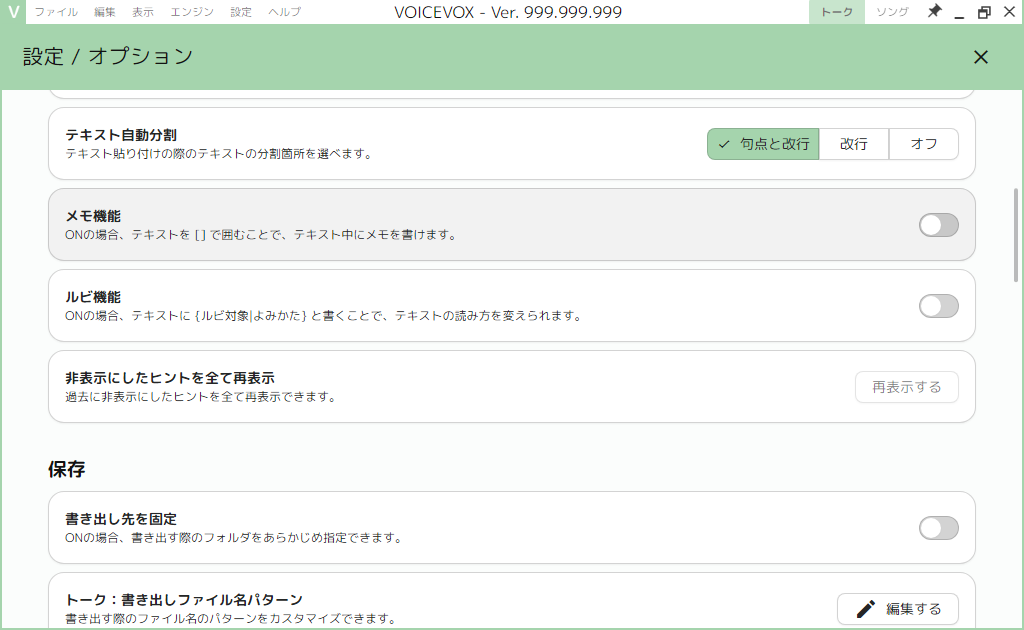 V ファイル 編集 表示 エンジン 設定 ヘルプ VOICEVOX - Ver. 999.999.999 トーク ソング
設定 / オプション
テキスト自動分割
テキスト貼り付けの際のテキストの分割箇所を選べます。
句点と改行 改行 オフ
メモ機能
ONの場合、テキストを [] で囲むことで、テキスト中にメモを書けます。
ルビ機能
ONの場合、テキストに {ルビ対象|よみかた} と書くことで、テキストの読み方を変えられます。
非表示にしたヒントを全て再表示
過去に非表示にしたヒントを全て再表示できます。
再表示する
保存
書き出し先を固定
ONの場合、書き出す際のフォルダをあらかじめ指定できます。
トーク：書き出しファイル名パターン
書き出す際のファイル名のパターンをカスタマイズできます。
編集する